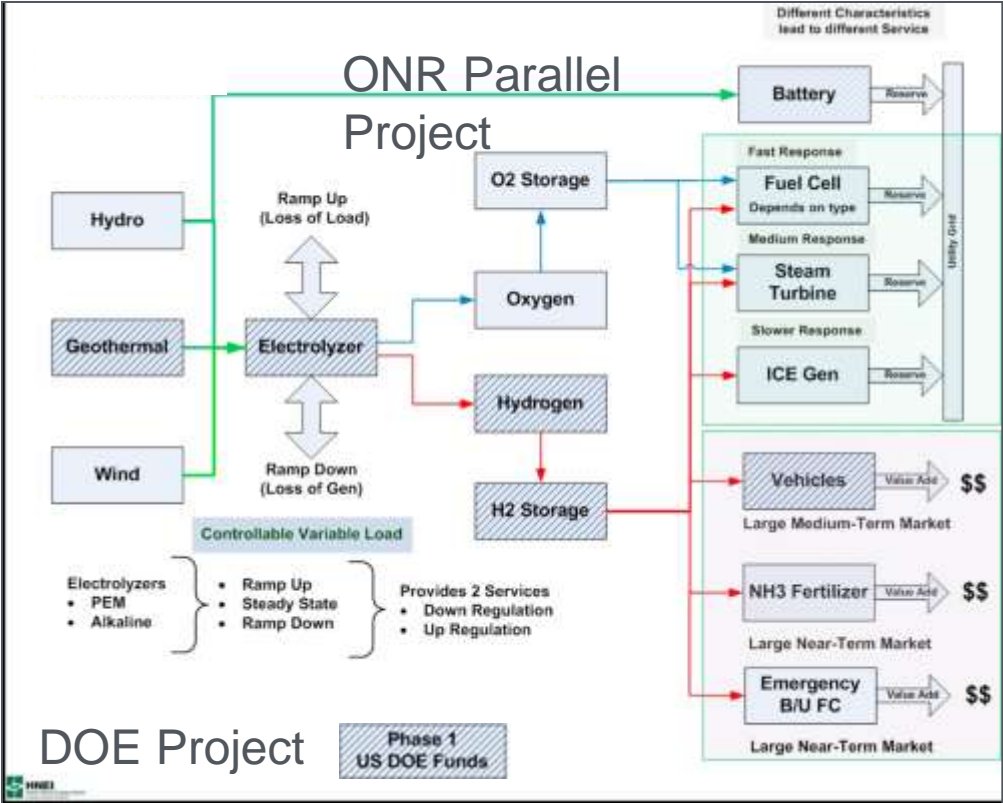 Different Characteristics
lead to different Service
ONR Parallel
Project
Battery
Reserve
Fast Response
O2 Storage
Fuel Cell
Depends on type
Reserve
Utility Grid
Ramp Up
(Loss of Load)
Hydro
Medium Response
Steam
Turbine
Reserve
Oxygen
Slower Response
Geothermal
Electrolyzer
ICE Gen
Reserve
Hydrogen
Wind
Ramp Down
(Loss of Gen)
Vehicles
Value Add
$$
H2 Storage
Large Medium-Term Market
Controllable Variable Load
Electrolyzers
• PEM
• Alkaline
• Ramp Up
• Steady State
• Ramp Down
Provides 2 Services
• Down Regulation
• Up Regulation
NH3 Fertilizer
Value Add
$$
Large Near-Term Market
Emergency
B/U FC
Value Add
$$
Large Near-Term Market
DOE Project
Phase 1
US DOE Funds
HNEI